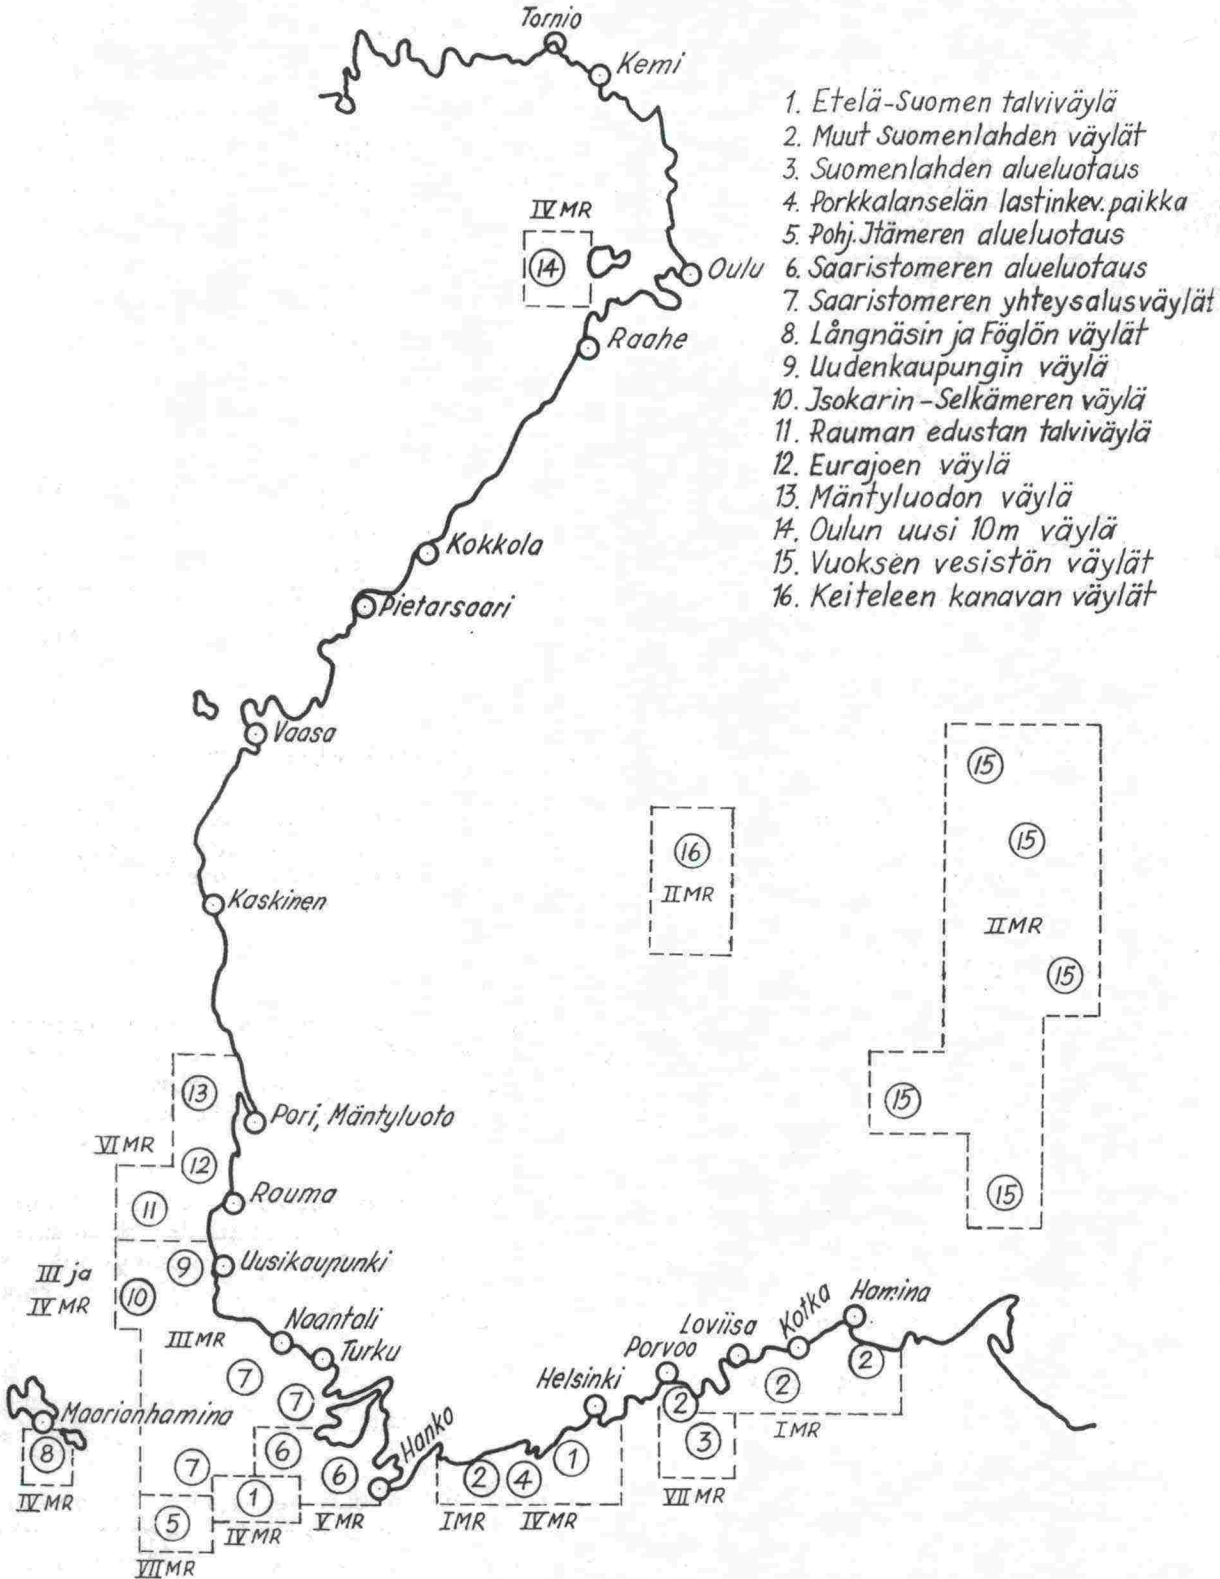 Tornio
Kemi
1. Etelä-Suomen talviväylä
2. Muut Suomenlahden väylät
3. Suomenlahden alueluotaus
4. Porkkalanselän lastinkev.paikka
5. Pohj.Itämeren alueluotaus
6. Saaristomeren alueluotaus
7. Saaristomeren yhteysalusväylät
8. Långnäsin ja Föglön väylät
9. Uudenkaupungin väylä
10. Isokarin-Selkämeren väylä
11. Rauman edustan talviväylä
12. Eurajoen väylä
13. Mäntyluodon väylä
14. Oulun uusi 10m väylä
15. Vuoksen vesistön väylät
16. Keiteleen kanavan väylät
IV MR
14
Oulu
Raahe
Kokkola
Pietarsaari
Vaasa
15
15
16
II MR
Kaskinen
II MR
15
13
15
Pori, Mäntyluoto
VI MR
12
15
Rauma
11
9
Uusikaupunki
III ja
IV MR
10
III MR
Naantali
Turku
Hamina
Kotka
Loviisa
Porvoo
Helsinki
2
2
2
7
7
Maarianhamina
Hanko
I MR
8
6
7
6
1
3
2
4
1
IV MR
5
IV MR
V MR
I MR
IV MR
VII MR
VII MR